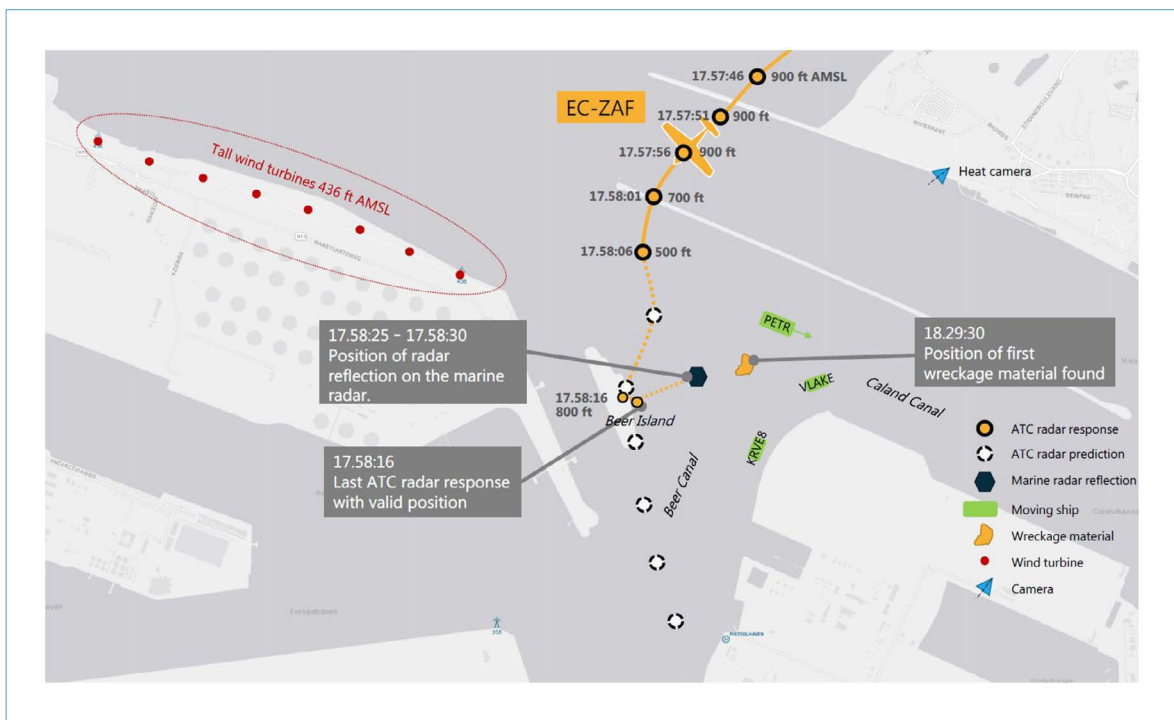 17.57:46
900 ft AMSL
EC-ZAF
17.57:51
900 ft
17.57:56
900 ft
Tall wind turbines 436 ft AMSL
Heat camera
17.58:01
700 ft
17.58:06
500 ft
436
PETR
17.58:25 - 17.58:30
Position of radar
reflection on the marine
radar.
18.29:30
Position of first
wreckage material found
VLAKE
Caland Canal
17.58:16
800 ft
Beer Island
KRVE8
Beer Canal
17.58:16
Last ATC radar response
with valid position
ATC radar response
ATC radar prediction
Marine radar reflection
Moving ship
Wreckage material
Wind turbine
Camera
Europahaven